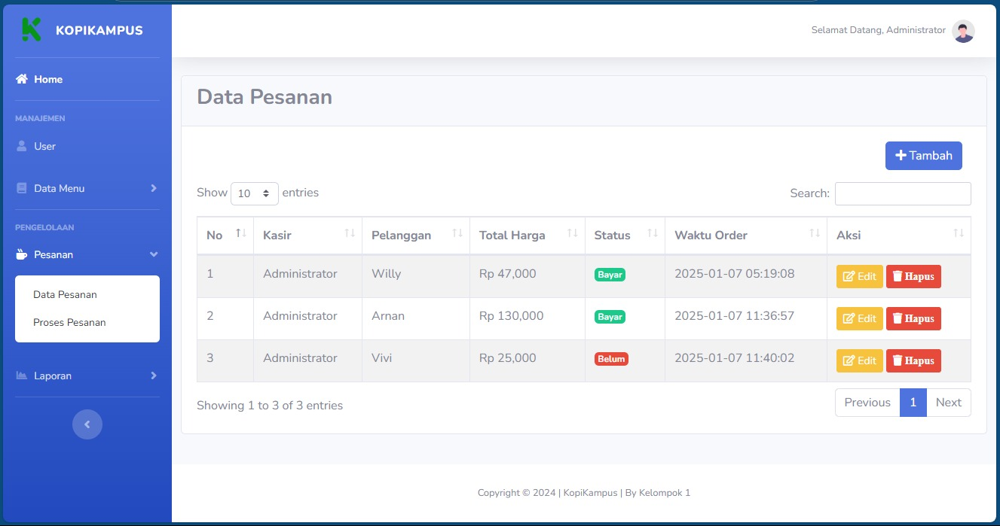 KOPIKAMPUS
Selamat Datang, Administrator
Home
MANAJEMEN
User
Data Menu
PENGELOLAAN
Pesanan
Data Pesanan
Proses Pesanan
Laporan
Data Pesanan
Tambah
Show 10 entries
Search:
No Kasir Pelanggan Total Harga Status Waktu Order Aksi
1 Administrator Willy Rp 47,000 Bayar 2025-01-07 05:19:08 Edit Hapus
2 Administrator Arnan Rp 130,000 Bayar 2025-01-07 11:36:57 Edit Hapus
3 Administrator Vivi Rp 25,000 Belum 2025-01-07 11:40:02 Edit Hapus
Showing 1 to 3 of 3 entries
Previous 1 Next
Copyright © 2024 | KopiKampus | By Kelompok 1